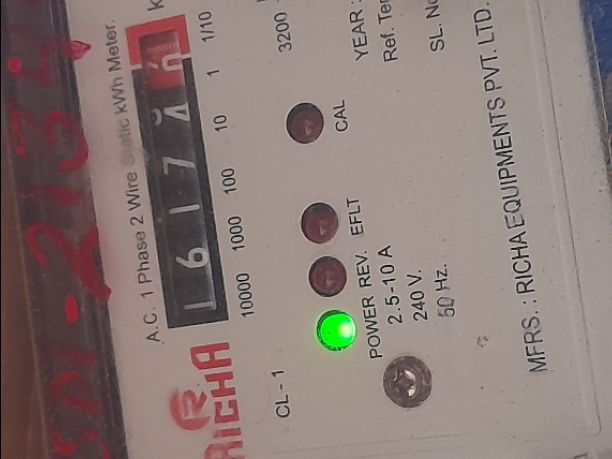 A.C. 1 Phase 2 Wire Static kWh Meter.
1 6 1 7
10000 1000 100 10 1 1/10
R
RICHA
CL-1
3200
POWER REV. EFLT CAL
2.5-10 A
240 V.
50 Hz.
YEAR:
Ref. Te
SL. No
MFRS.: RICHA EQUIPMENTS PVT. LTD.